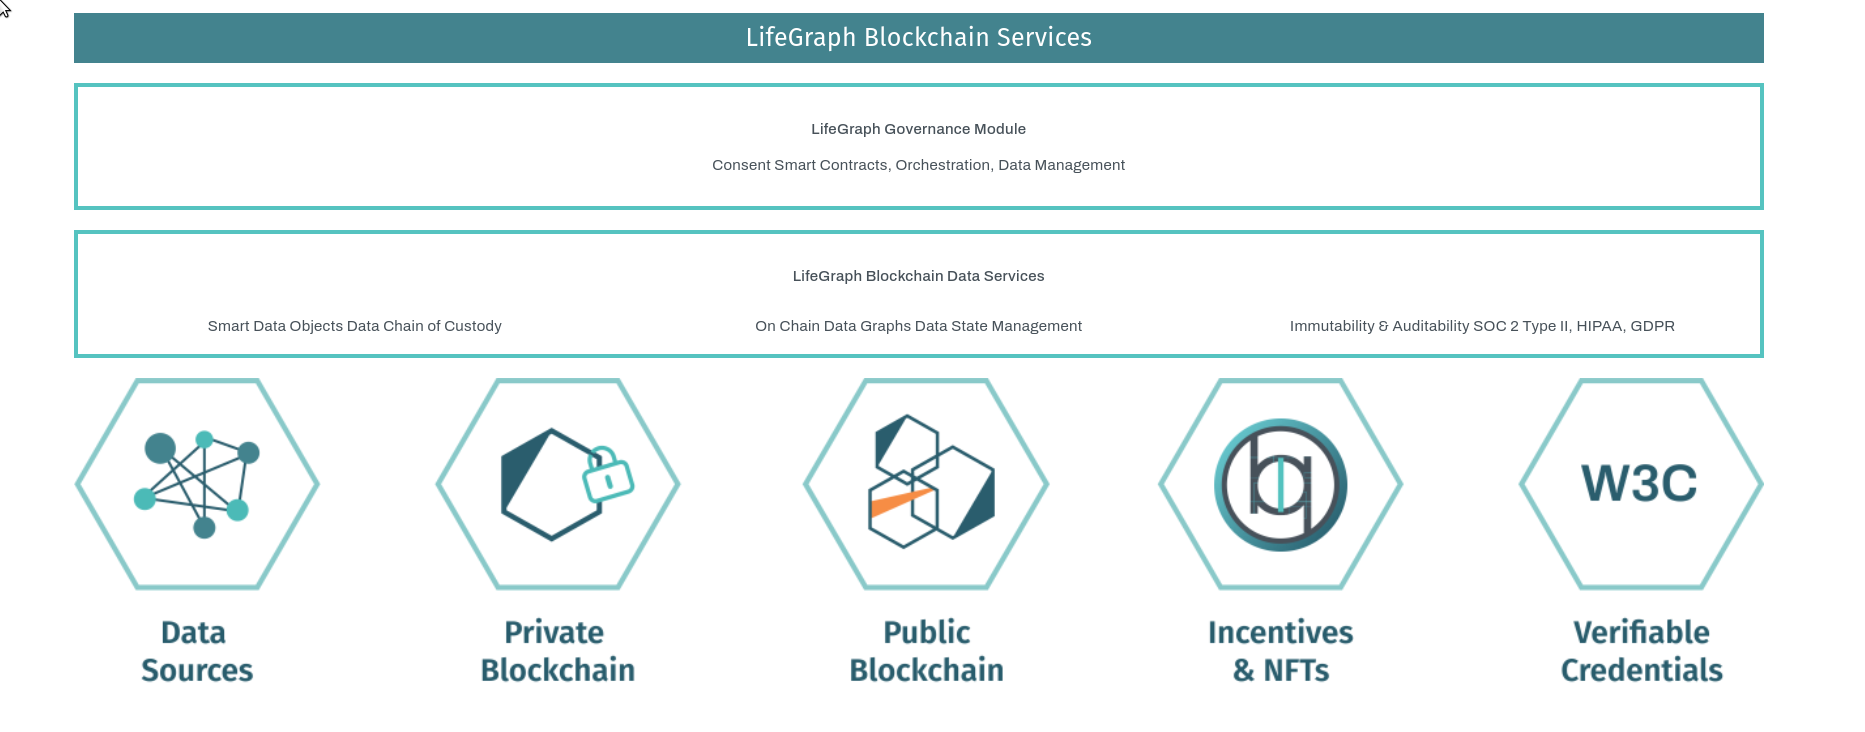 LifeGraph Blockchain Services
LifeGraph Governance Module
Consent Smart Contracts, Orchestration, Data Management
LifeGraph Blockchain Data Services
Smart Data Objects Data Chain of Custody
On Chain Data Graphs Data State Management
Immutability & Auditability SOC 2 Type II, HIPAA, GDPR
W3C
Data
Sources
Private
Blockchain
Public
Blockchain
Incentives
& NFTs
Verifiable
Credentials